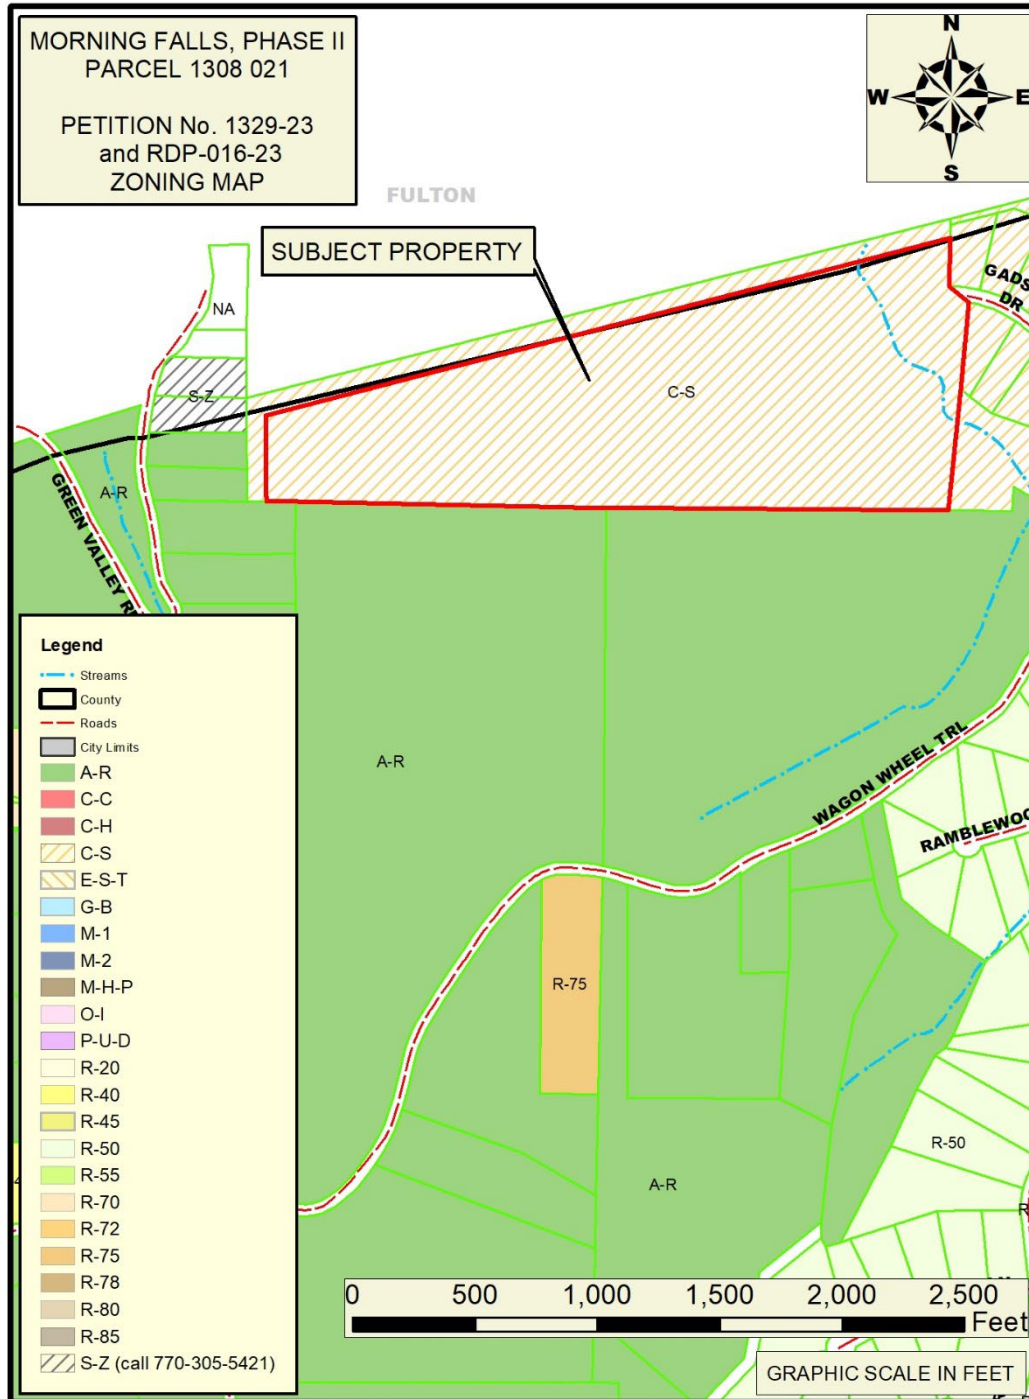 MORNING FALLS, PHASE II
PARCEL 1308 021
PETITION No. 1329-23
and RDP-016-23
ZONING MAP
N
W
E
S
FULTON
SUBJECT PROPERTY
GADS
DR
NA
S-Z
C-S
A-R
GREEN VALLEY R
A-R
WAGON WHEEL TRL
RAMBLEWOO
R-75
R-50
A-R
R
Legend
Streams
County
Roads
City Limits
A-R
C-C
C-H
C-S
E-S-T
G-B
M-1
M-2
M-H-P
O-I
P-U-D
R-20
R-40
R-45
R-50
R-55
R-70
R-72
R-75
R-78
R-80
R-85
S-Z (call 770-305-5421)
0 500 1,000 1,500 2,000 2,500
Feet
GRAPHIC SCALE IN FEET